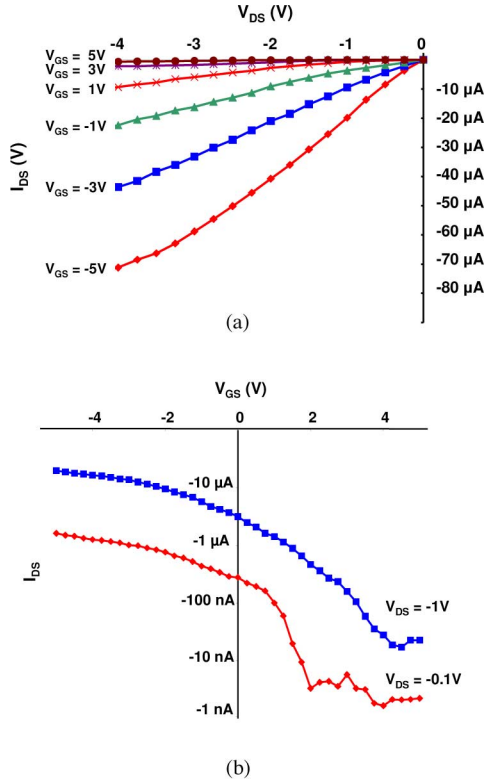 V_DS (V)
-4 -3 -2 -1 0
V_GS = 5V
V_GS = 3V
V_GS = 1V
V_GS = -1V
V_GS = -3V
V_GS = -5V
I_DS (V)
-10 µA
-20 µA
-30 µA
-40 µA
-50 µA
-60 µA
-70 µA
-80 µA
(a)
V_GS (V)
-4 -2 0 2 4
-10 µA
-1 µA
-100 nA
-10 nA
-1 nA
I_DS
V_DS = -1V
V_DS = -0.1V
(b)